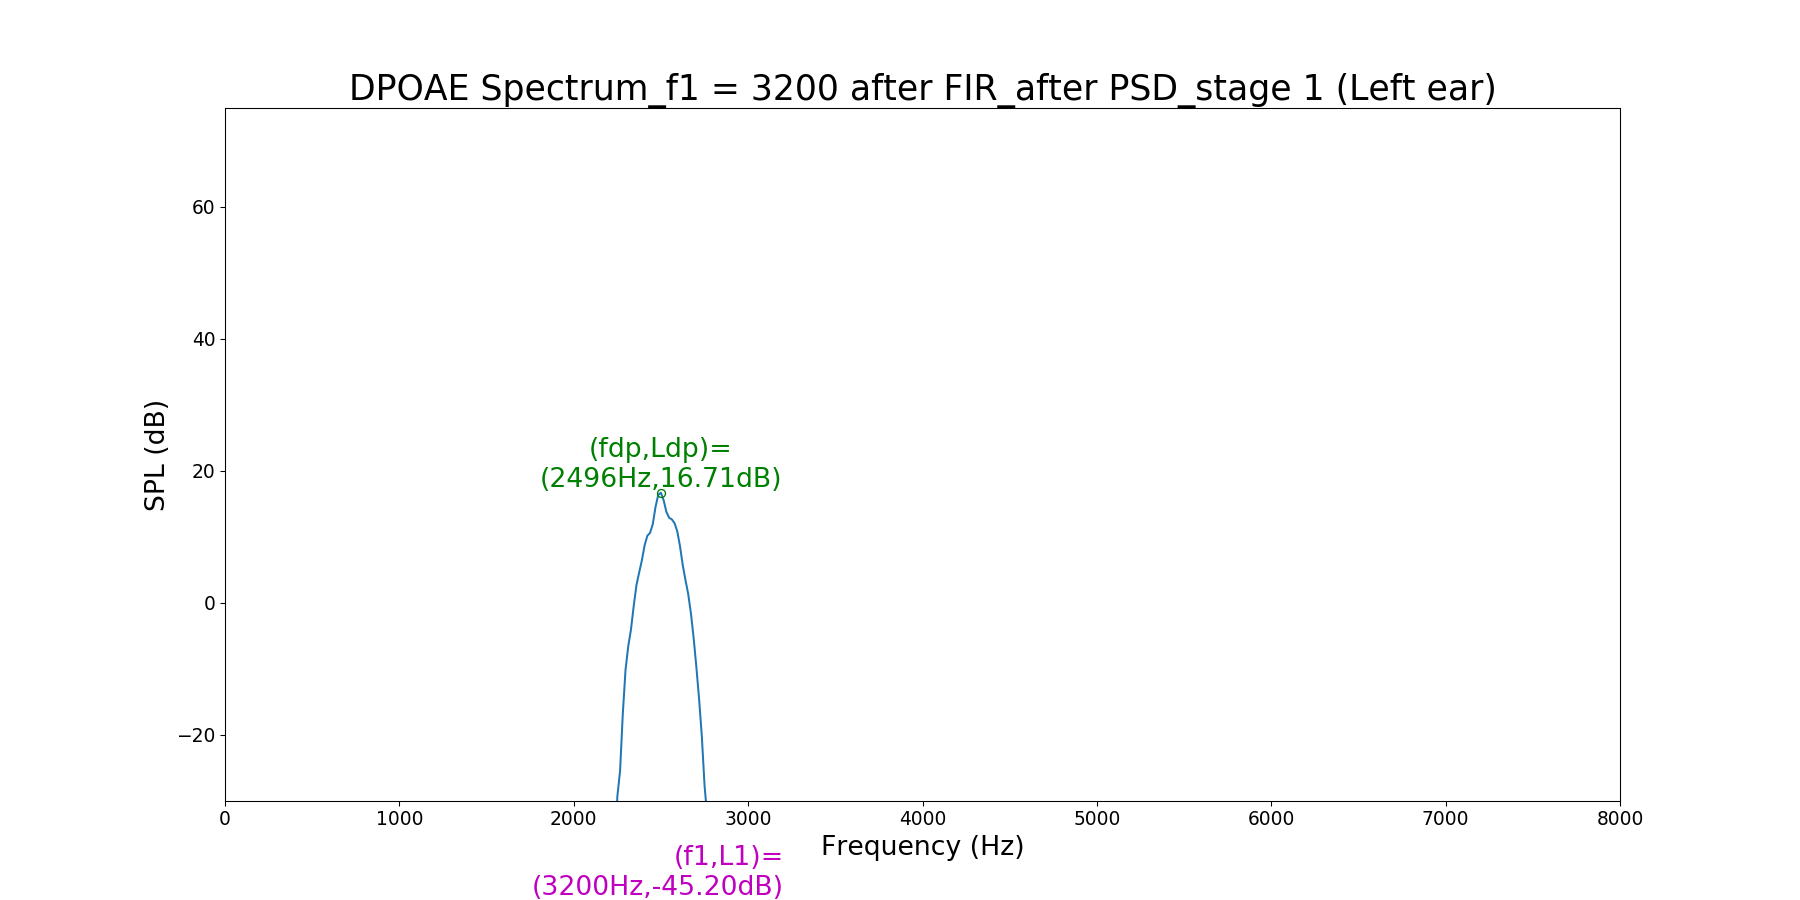 DPOAE Spectrum_f1 = 3200 after FIR_after PSD_stage 1 (Left ear)
60
40
20
0
−20
SPL (dB)
(fdp,Ldp)=
(2496Hz,16.71dB)
0 1000 2000 3000 4000 5000 6000 7000 8000
Frequency (Hz)
(f1,L1)=
(3200Hz,-45.20dB)